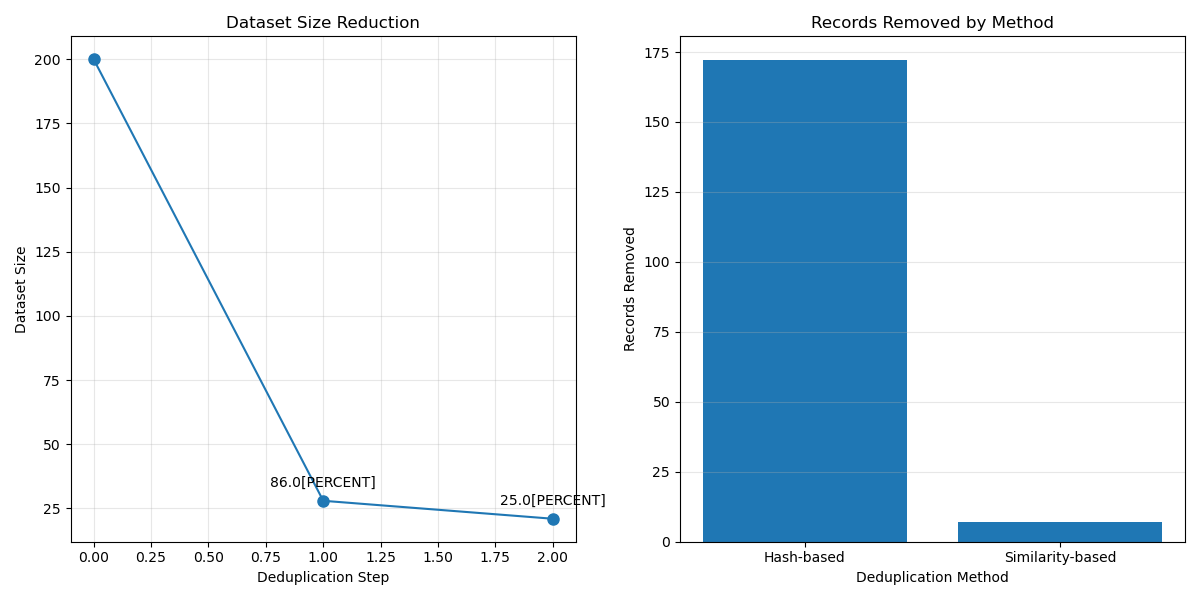 Dataset Size Reduction
200
175
150
125
100
75
50
25
Dataset Size
86.0[PERCENT]
25.0[PERCENT]
0.00 0.25 0.50 0.75 1.00 1.25 1.50 1.75 2.00
Deduplication Step
Records Removed by Method
175
150
125
100
75
50
25
0
Records Removed
Hash-based Similarity-based
Deduplication Method